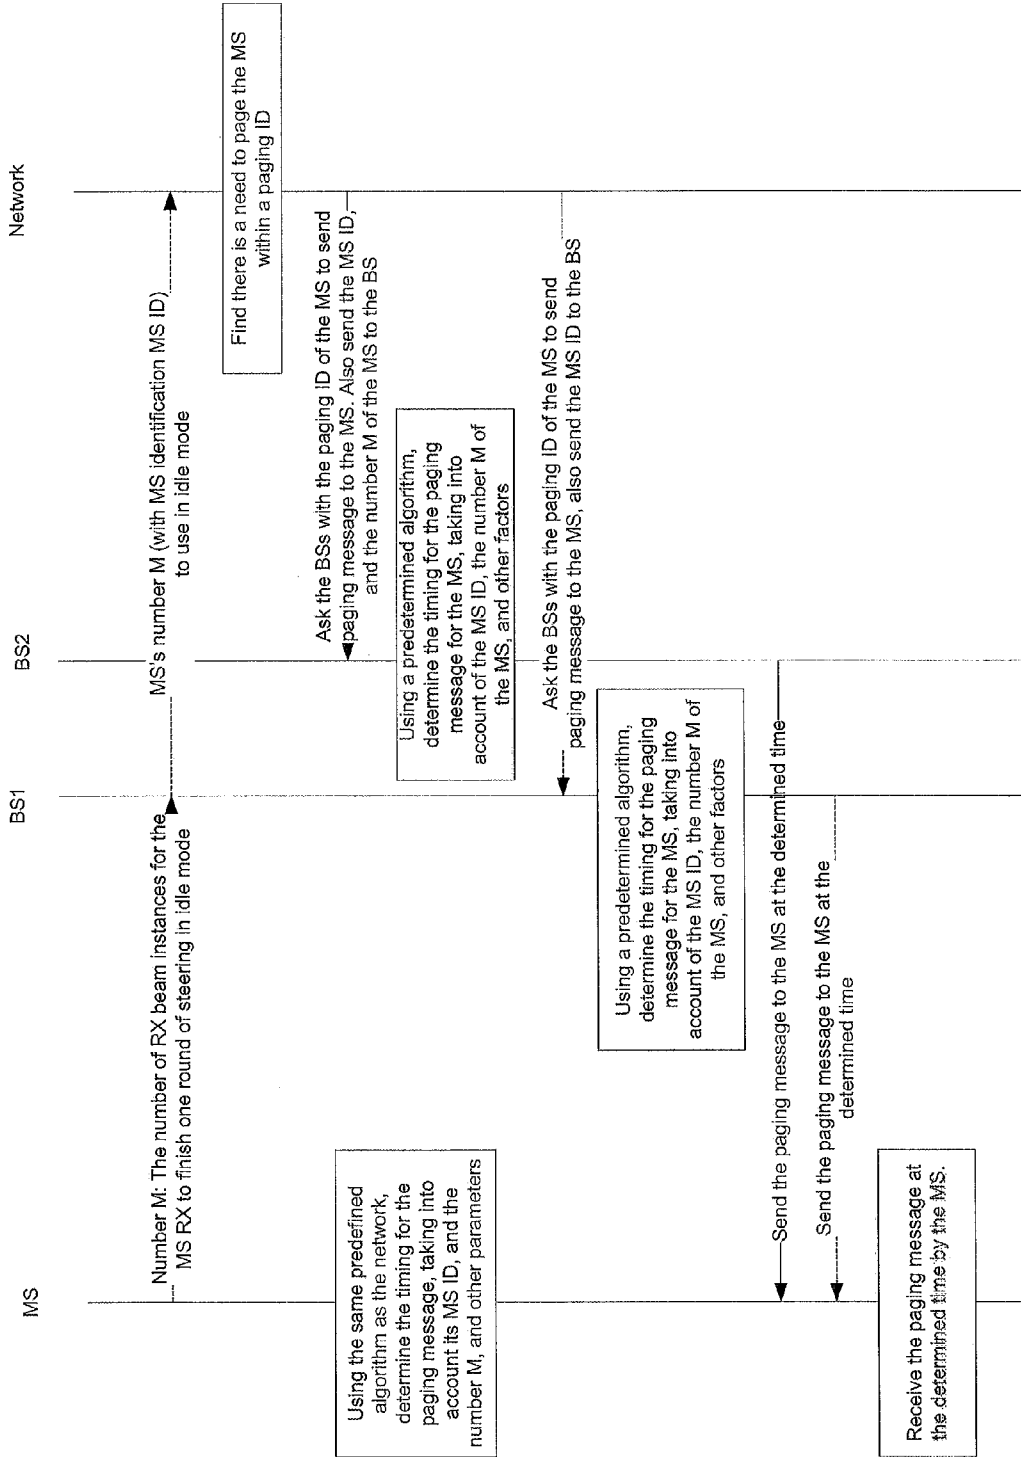 MS
BS1
BS2
Network
Number M: The number of RX beam instances for the
MS RX to finish one round of steering in idle mode
MS's number M (with MS identification MS ID)
to use in idle mode
Find there is a need to page the MS
within a paging ID
Using the same predefined
algorithm as the network,
determine the timing for the
paging message, taking into
account its MS ID, and the
number M, and other parameters
Ask the BSs with the paging ID of the MS to send
paging message to the MS. Also send the MS ID,
and the number M of the MS to the BS
Using a predetermined algorithm,
determine the timing for the paging
message for the MS, taking into
account of the MS ID, the number M of
the MS, and other factors
Ask the BSs with the paging ID of the MS to send
paging message to the MS, also send the MS ID to the BS
Using a predetermined algorithm,
determine the timing for the paging
message for the MS, taking into
account of the MS ID, the number M of
the MS, and other factors
Send the paging message to the MS at the determined time
Send the paging message to the MS at the
determined time
Receive the paging message at
the determined time by the MS.